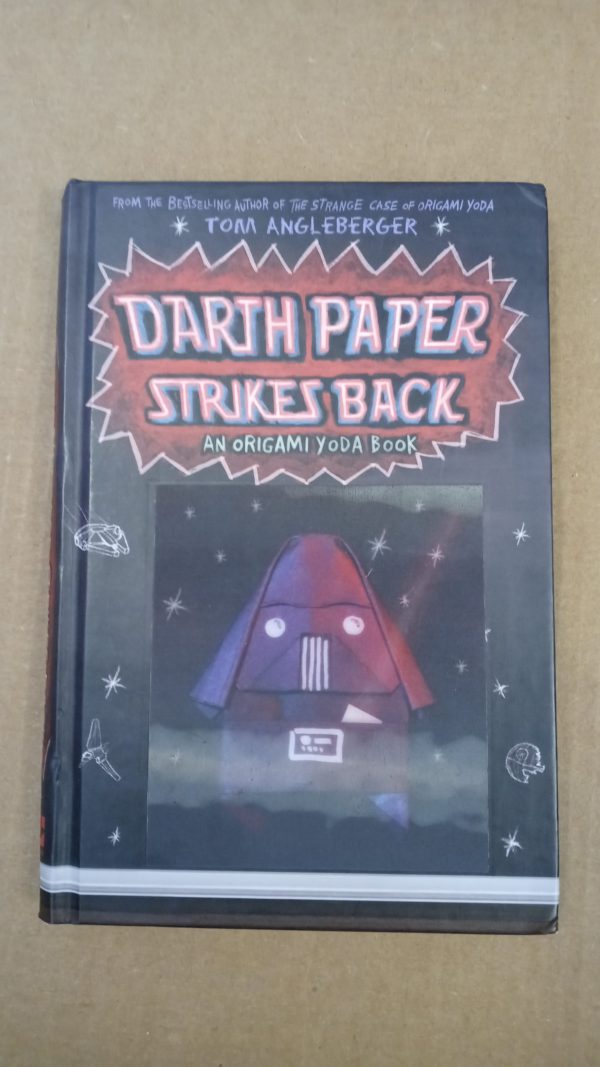 FROM THE BESTSELLING AUTHOR OF THE STRANGE CASE OF ORIGAMI YODA
TOM ANGLEBERGER
DARTH PAPER
STRIKES BACK
AN ORIGAMI YODA BOOK